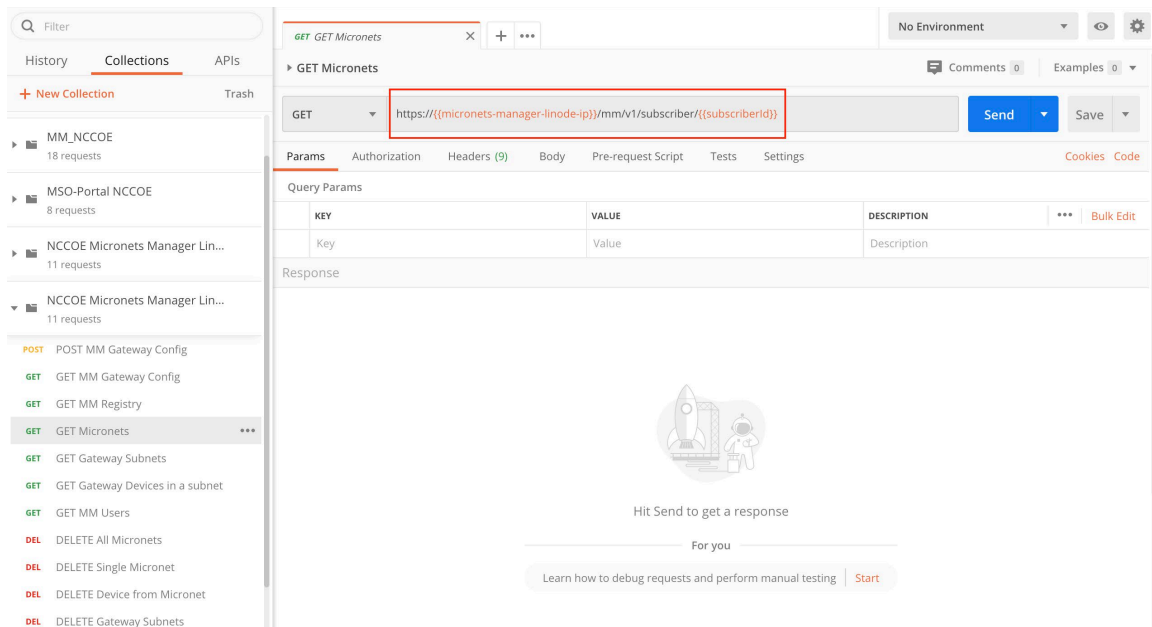 Filter
History Collections APIs
+ New Collection Trash
MM_NCCOE
18 requests
MSO-Portal NCCOE
8 requests
NCCOE Micronets Manager Lin...
11 requests
NCCOE Micronets Manager Lin...
11 requests
POST POST MM Gateway Config
GET GET MM Gateway Config
GET GET MM Registry
GET GET Micronets •••
GET GET Gateway Subnets
GET GET Gateway Devices in a subnet
GET GET MM Users
DEL DELETE All Micronets
DEL DELETE Single Micronet
DEL DELETE Device from Micronet
DEL DELETE Gateway Subnets
GET GET Micronets × + •••
No Environment
GET Micronets
Comments 0 Examples 0
GET https://{{micronets-manager-linode-ip}}/mm/v1/subscriber/{{subscriberId}} Send Save
Params Authorization Headers (9) Body Pre-request Script Tests Settings Cookies Code
Query Params
KEY VALUE DESCRIPTION ••• Bulk Edit
Key Value Description
Response
Hit Send to get a response
For you
Learn how to debug requests and perform manual testing Start